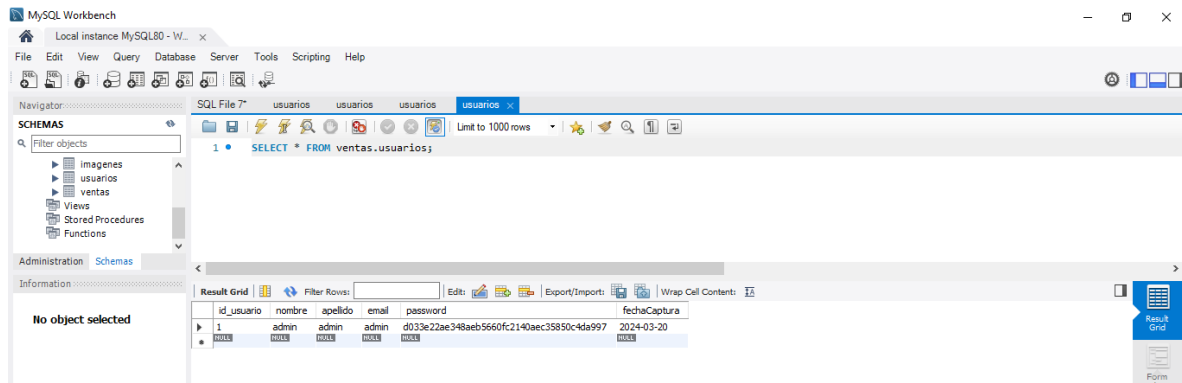 MySQL Workbench
Local instance MySQL80 - W...
File Edit View Query Database Server Tools Scripting Help
Navigator
SQL File 7* usuarios usuarios usuarios usuarios
SCHEMAS
Limit to 1000 rows
Filter objects
1 SELECT * FROM ventas.usuarios;
imagenes
usuarios
ventas
Views
Stored Procedures
Functions
Administration Schemas
Information
Result Grid Filter Rows: Edit: Export/Import: Wrap Cell Content:
No object selected
id_usuario nombre apellido email password fechaCaptura
1 admin admin admin d033e22ae348aeb5660fc2140aec35850c4da997 2024-03-20
NULL NULL NULL NULL NULL NULL
Result
Grid
Form